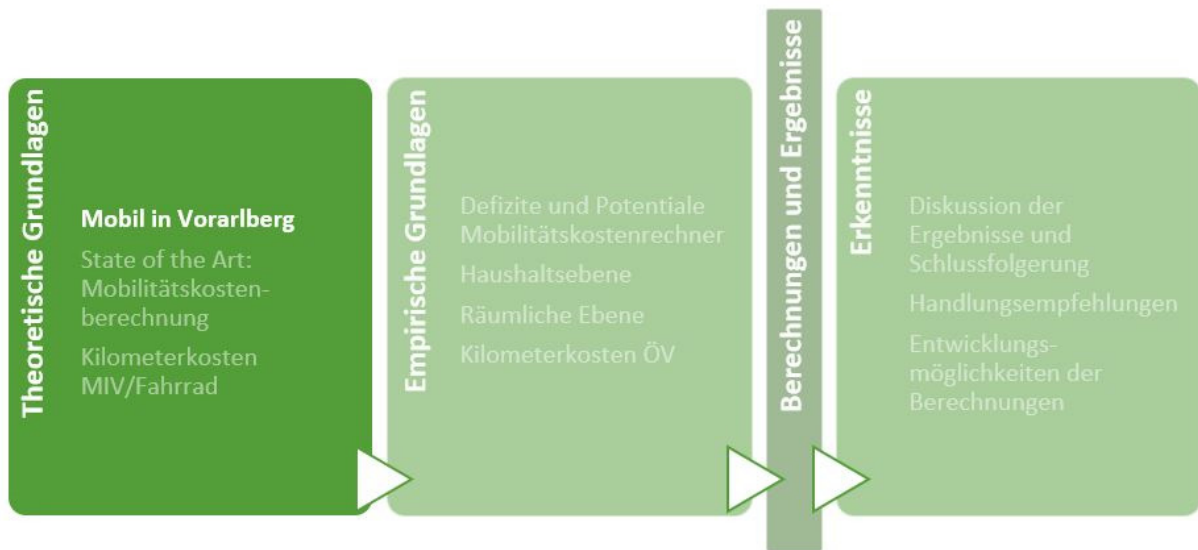 Theoretische Grundlagen
Mobil in Vorarlberg
State of the Art:
Mobilitätskosten-
berechnung
Kilometerkosten
MIV/Fahrrad
Empirische Grundlagen
Defizite und Potentiale
Mobilitätskostenrechner
Haushaltsebene
Räumliche Ebene
Kilometerkosten ÖV
Berechnungen und Ergebnisse
Erkenntnisse
Diskussion der
Ergebnisse und
Schlussfolgerung
Handlungsempfehlungen
Entwicklungs-
möglichkeiten der
Berechnungen